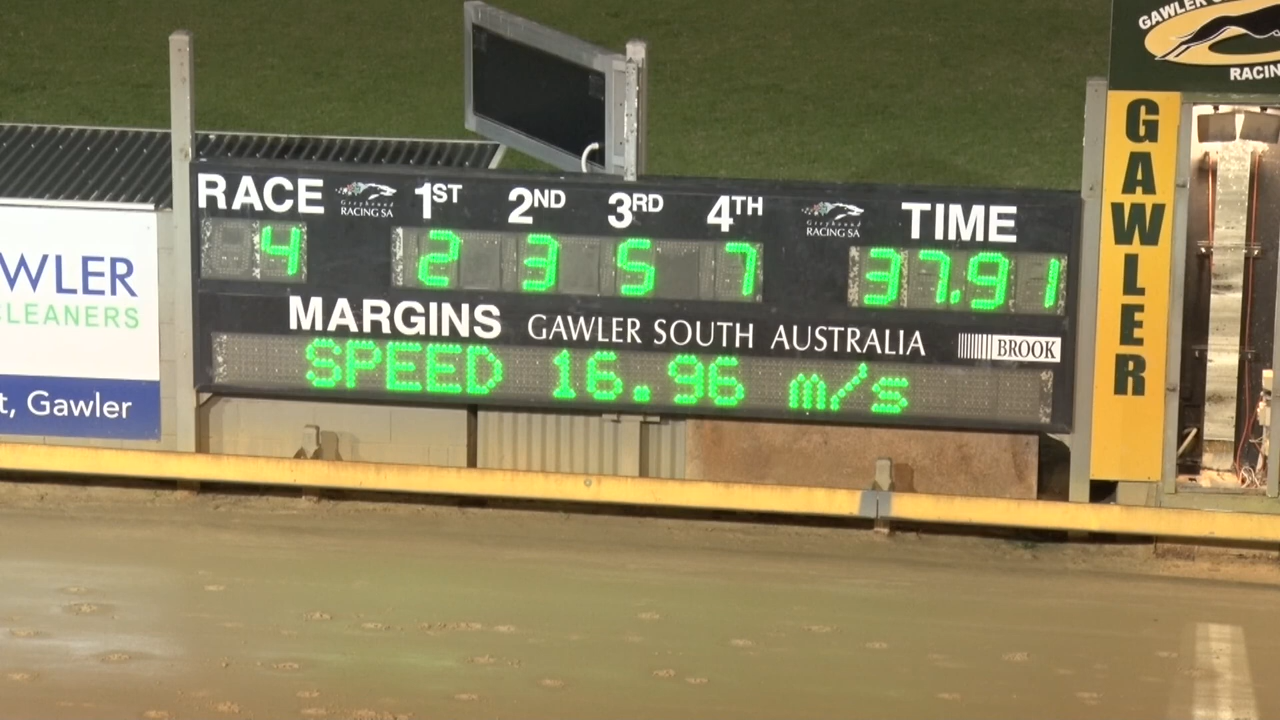 GAWLER
RACIN
RACE 1ST 2ND 3RD 4TH TIME
Greyhound
RACING SA
Greyhound
RACING SA
4 2 3 5 7 37.91
MARGINS GAWLER SOUTH AUSTRALIA BROOK
SPEED 16.96 m/s
WLER
CLEANERS
t, Gawler
GAWLER